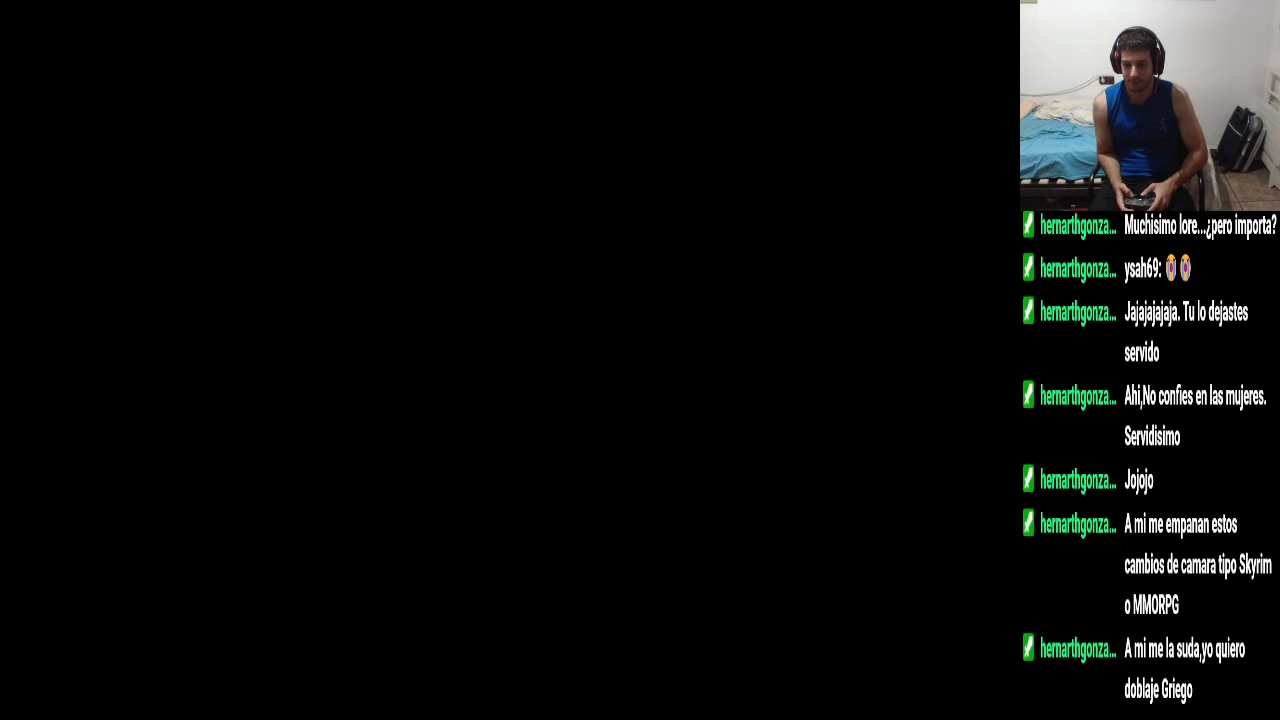 hernarthgonza... Muchisimo lore...¿pero importa?
hernarthgonza... ysah69:
hernarthgonza... Jajajajajaja. Tu lo dejastes
servido
hernarthgonza... Ahi,No confies en las mujeres.
Servidisimo
hernarthgonza... Jojojo
hernarthgonza... A mi me empanan estos
cambios de camara tipo Skyrim
o MMORPG
hernarthgonza... A mi me la suda,yo quiero
doblaje Griego